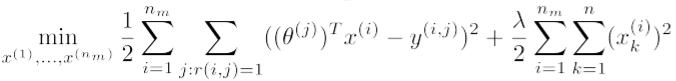 $$\min_{x^{(1)},\ldots,x^{(n_m)}} \frac{1}{2} \sum_{i=1}^{n_m} \sum_{j:r(i,j)=1} ((\theta^{(j)})^T x^{(i)} - y^{(i,j)})^2 + \frac{\lambda}{2} \sum_{i=1}^{n_m} \sum_{k=1}^{n} (x_k^{(i)})^2$$